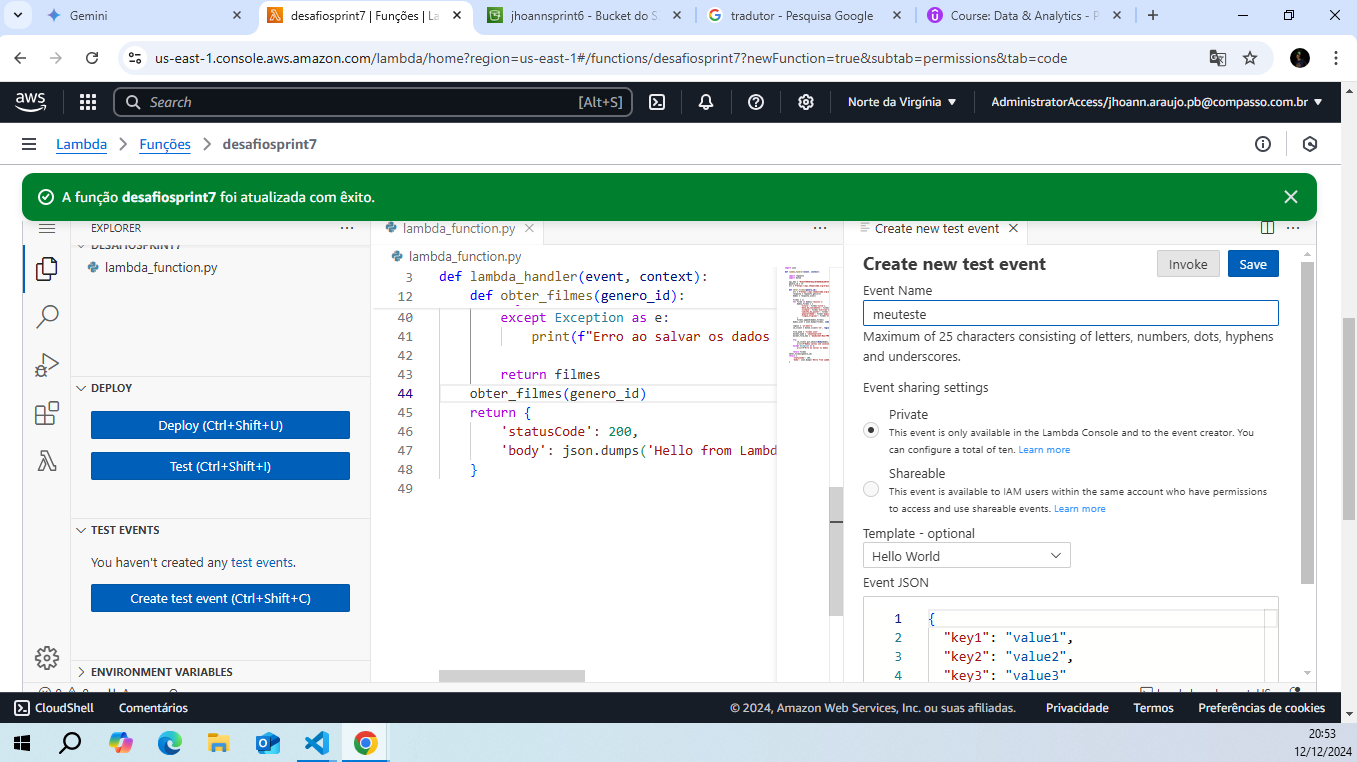 Gemini
desafiosprint7 | Funções | La
jhoannsprint6 - Bucket do S
tradutor - Pesquisa Google
Course: Data & Analytics - P
us-east-1.console.aws.amazon.com/lambda/home?region=us-east-1#/functions/desafiosprint7?newFunction=true&subtab=permissions&tab=code
aws
Search
[Alt+S]
Norte da Virgínia
AdministratorAccess/jhoann.araujo.pb@compasso.com.br
Lambda
Funções
desafiosprint7
A função desafiosprint7 foi atualizada com êxito.
EXPLORER
DESAFIOSPRINT7
lambda_function.py
DEPLOY
Deploy (Ctrl+Shift+U)
Test (Ctrl+Shift+I)
TEST EVENTS
You haven't created any test events.
Create test event (Ctrl+Shift+C)
ENVIRONMENT VARIABLES
lambda_function.py
lambda_function.py
3 def lambda_handler(event, context):
12 def obter_filmes(genero_id):
40 except Exception as e:
41 print(f"Erro ao salvar os dados
42
43 return filmes
44 obter_filmes(genero_id)
45 return {
46 'statusCode': 200,
47 'body': json.dumps('Hello from Lambd
48 }
49
Create new test event
Create new test event
Invoke
Save
Event Name
meuteste
Maximum of 25 characters consisting of letters, numbers, dots, hyphens
and underscores.
Event sharing settings
Private
This event is only available in the Lambda Console and to the event creator. You
can configure a total of ten. Learn more
Shareable
This event is available to IAM users within the same account who have permissions
to access and use shareable events. Learn more
Template - optional
Hello World
Event JSON
1 {
2 "key1": "value1",
3 "key2": "value2",
4 "key3": "value3"
CloudShell
Comentários
© 2024, Amazon Web Services, Inc. ou suas afiliadas.
Privacidade
Termos
Preferências de cookies
20:53
12/12/2024